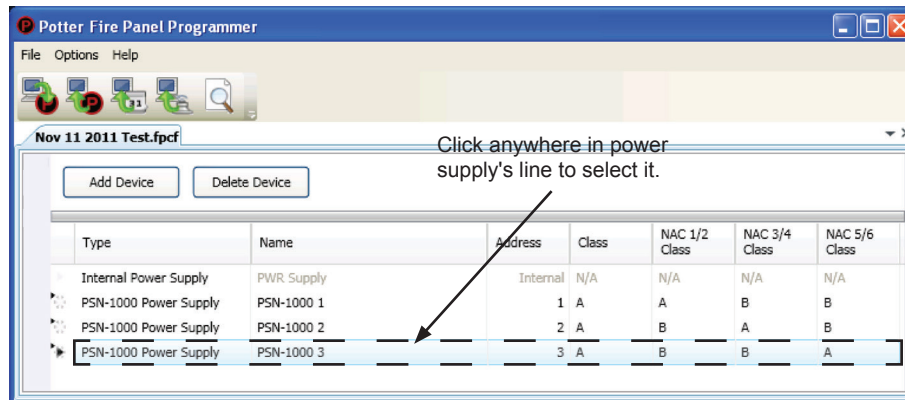 Potter Fire Panel Programmer
File Options Help
31
Nov 11 2011 Test.fpcf
Click anywhere in power
supply's line to select it.
Add Device Delete Device
Type Name Address Class NAC 1/2 Class NAC 3/4 Class NAC 5/6 Class
Internal Power Supply PWR Supply Internal N/A N/A N/A N/A
PSN-1000 Power Supply PSN-1000 1 1 A A B B
PSN-1000 Power Supply PSN-1000 2 2 A B A B
PSN-1000 Power Supply PSN-1000 3 3 A B B A